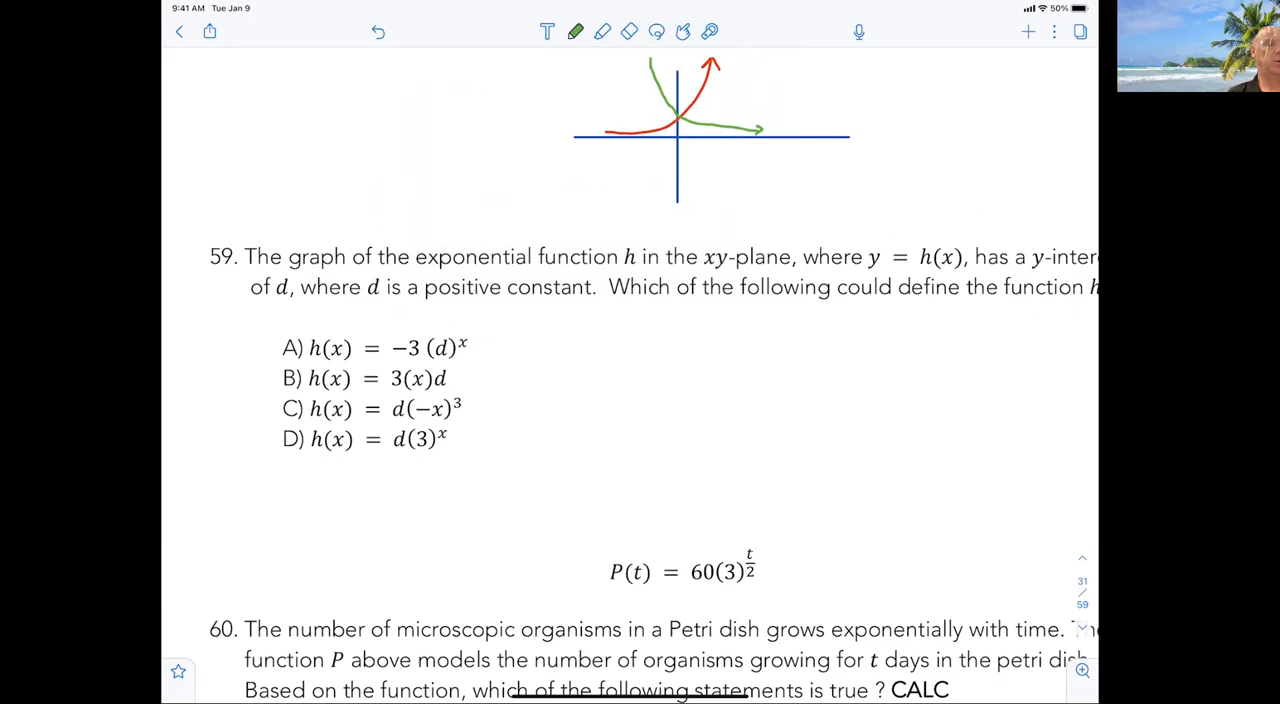 9:41 AM Tue Jan 9
50%
59. The graph of the exponential function h in the xy-plane, where y = h(x), has a y-inter
of d, where d is a positive constant. Which of the following could define the function h
A) h(x) = −3 (d)ˣ
B) h(x) = 3(x)d
C) h(x) = d(−x)³
D) h(x) = d(3)ˣ
P(t) = 60(3)^(t/2)
31
/
59
60. The number of microscopic organisms in a Petri dish grows exponentially with time.
function P above models the number of organisms growing for t days in the petri dish.
Based on the function, which of the following statements is true ? CALC